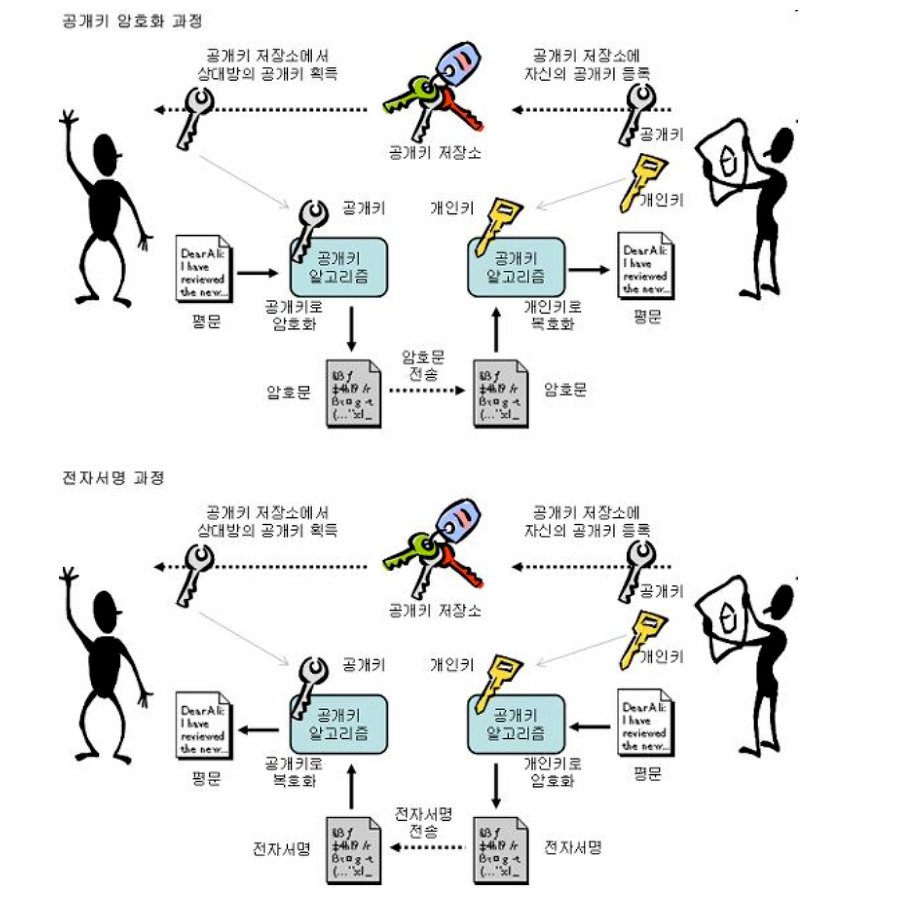 공개키 암호화 과정
공개키 저장소에서
상대방의 공개키 획득
공개키 저장소에
자신의 공개키 등록
공개키
공개키 저장소
개인키
공개키
개인키
공개키
알고리즘
공개키
알고리즘
DearAli:
I have
reviewed
the new...
DearAli:
I have
reviewed
the new...
평문
공개키로
암호화
개인키로
복호화
평문
암호문
전송
암호문
암호문
전자서명 과정
공개키 저장소에서
상대방의 공개키 획득
공개키 저장소에
자신의 공개키 등록
공개키
공개키 저장소
개인키
공개키
개인키
공개키
알고리즘
공개키
알고리즘
DearAli:
I have
reviewed
the new...
DearAli:
I have
reviewed
the new...
평문
공개키로
복호화
개인키로
암호화
평문
전자서명
전송
전자서명
전자서명